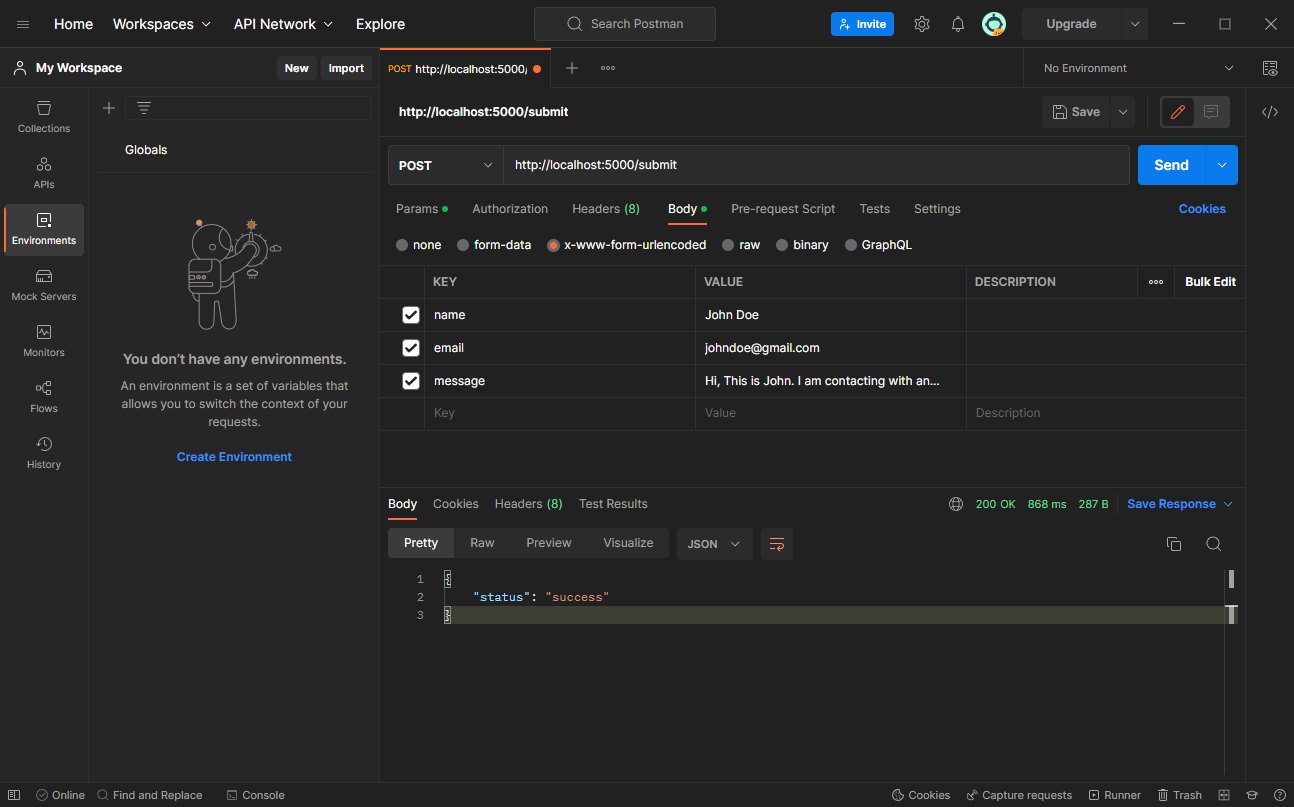 Home Workspaces API Network Explore Search Postman Invite Upgrade
My Workspace New Import POST http://localhost:5000/ No Environment
Collections
APIs
Environments
Mock Servers
Monitors
Flows
History
Globals
You don't have any environments.
An environment is a set of variables that
allows you to switch the context of your
requests.
Create Environment
http://localhost:5000/submit Save
POST http://localhost:5000/submit Send
Params Authorization Headers (8) Body Pre-request Script Tests Settings Cookies
none form-data x-www-form-urlencoded raw binary GraphQL
KEY VALUE DESCRIPTION Bulk Edit
name John Doe
email johndoe@gmail.com
message Hi, This is John. I am contacting with an...
Key Value Description
Body Cookies Headers (8) Test Results 200 OK 868 ms 287 B Save Response
Pretty Raw Preview Visualize JSON
1 {
2 "status": "success"
3 }
Online Find and Replace Console Cookies Capture requests Runner Trash